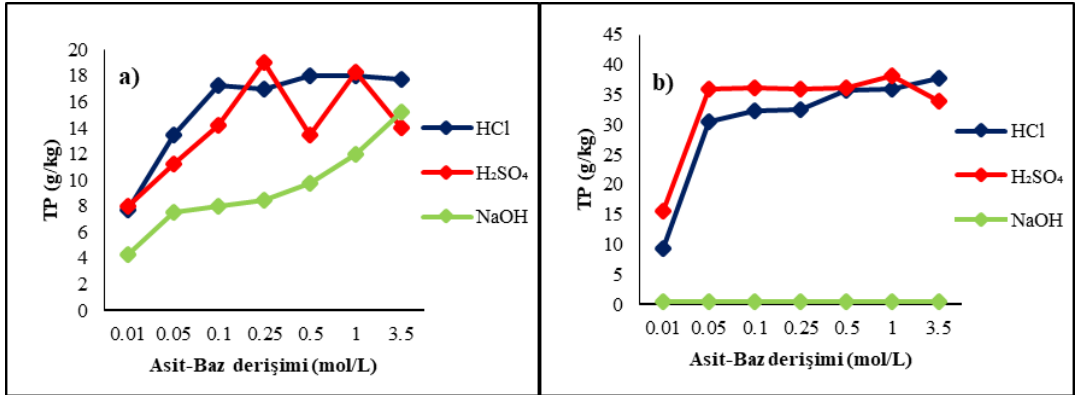 a)
TP (g/kg)
20
18
16
14
12
10
8
6
4
2
0
0.01 0.05 0.1 0.25 0.5 1 3.5
Asit-Baz derişimi (mol/L)
HCl
H₂SO₄
NaOH
b)
TP (g/kg)
45
40
35
30
25
20
15
10
5
0
0.01 0.05 0.1 0.25 0.5 1 3.5
Asit-Baz derişimi (mol/L)
HCl
H₂SO₄
NaOH